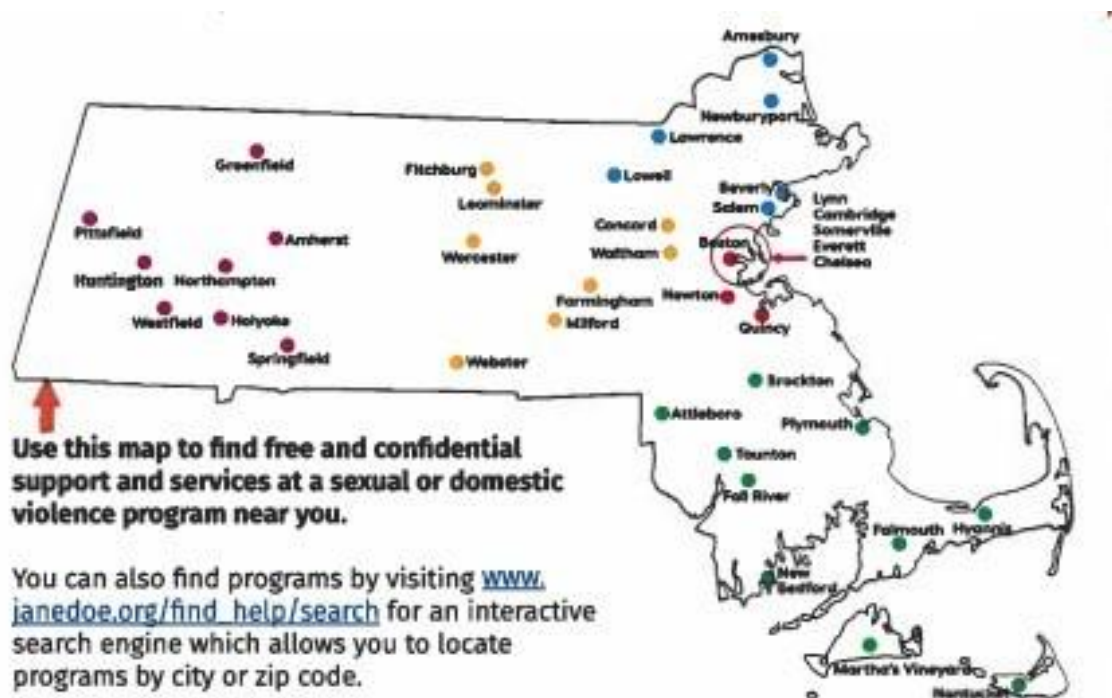 Amesbury
Newburyport
Lawrence
Greenfield
Fitchburg
Lowell
Leominster
Beverly
Salem
Lynn
Cambridge
Somerville
Everett
Chelsea
Pittsfield
Amherst
Concord
Boston
Worcester
Waltham
Huntington
Northampton
Farmingham
Newton
Westfield
Holyoke
Milford
Quincy
Springfield
Webster
Brockton
Attleboro
Plymouth
Taunton
Fall River
Falmouth
Hyannis
New
Bedford
Martha's Vineyard
Nantucket
Use this map to find free and confidential
support and services at a sexual or domestic
violence program near you.
You can also find programs by visiting www.
janedoe.org/find_help/search for an interactive
search engine which allows you to locate
programs by city or zip code.